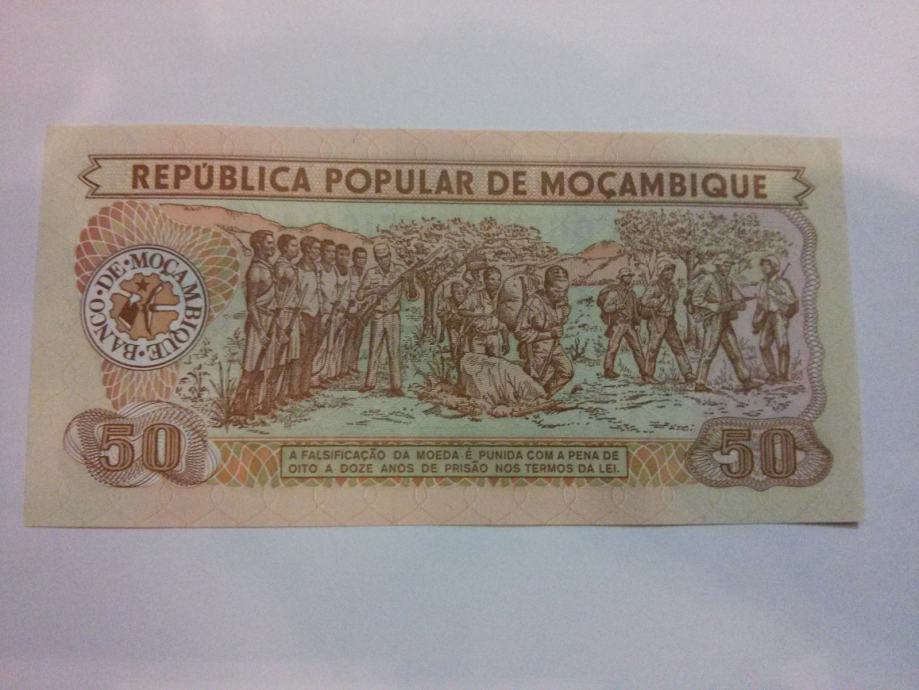 REPÚBLICA POPULAR DE MOÇAMBIQUE
BANCO·DE·MOÇAMBIQUE·
50
A FALSIFICAÇÃO DA MOEDA É PUNIDA COM A PENA DE
OITO A DOZE ANOS DE PRISÃO NOS TERMOS DA LEI.
50